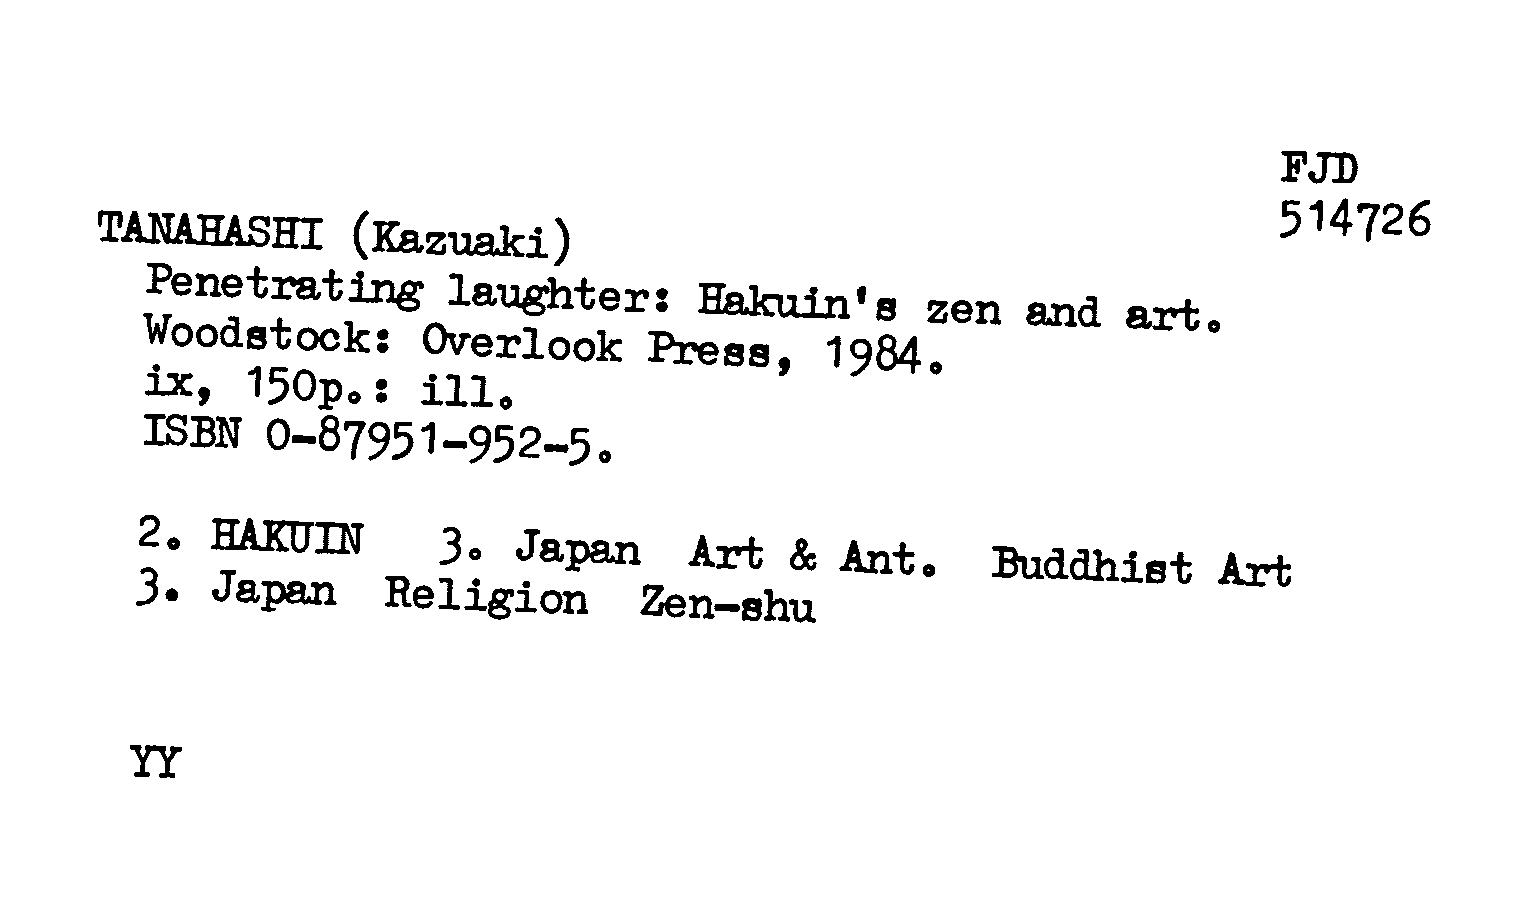 FJD
514726
TANAHASHI (Kazuaki)
Penetrating laughter: Hakuin's zen and art.
Woodstock: Overlook Press, 1984.
ix, 150p.: ill.
ISBN 0-87951-952-5.
2. HAKUIN 3. Japan Art & Ant. Buddhist Art
3. Japan Religion Zen-shu
YY